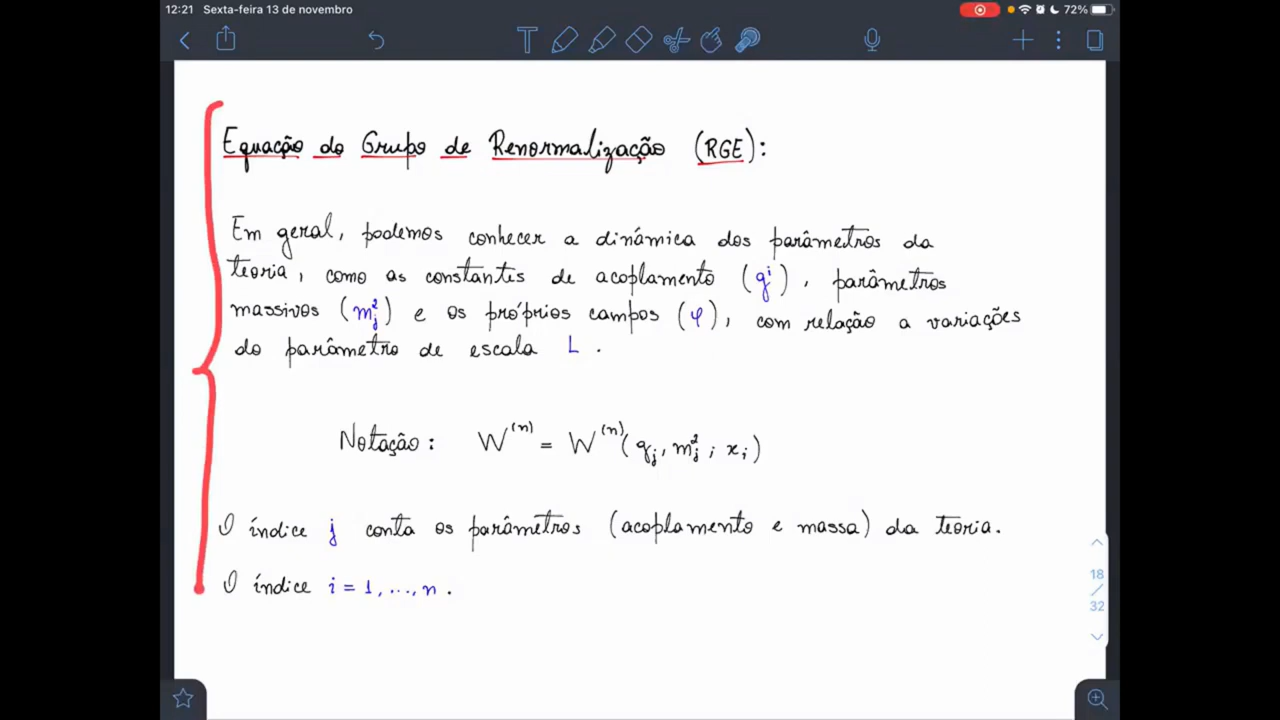 12:21 Sexta-feira 13 de novembro 72%
Equação do Grupo de Renormalização (RGE):
Em geral, podemos conhecer a dinâmica dos parâmetros da
teoria, como as constantes de acoplamento (gⁱ), parâmetros
massivos (m²ⱼ) e os próprios campos (φ), com relação a variações
do parâmetro de escala L.
Notação: W⁽ⁿ⁾ = W⁽ⁿ⁾(gⱼ, m²ⱼ; xᵢ)
O índice j conta os parâmetros (acoplamento e massa) da teoria.
O índice i = 1, ..., n.
18
/
32